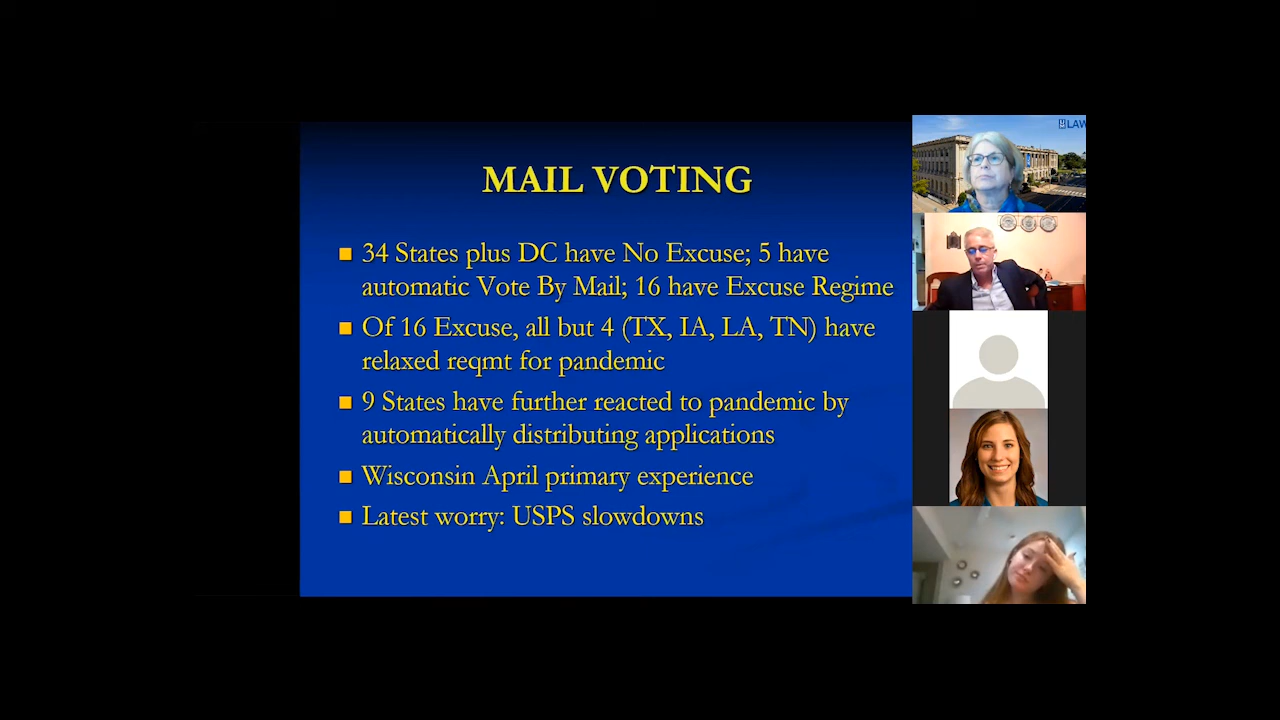 MAIL VOTING
■ 34 States plus DC have No Excuse; 5 have
automatic Vote By Mail; 16 have Excuse Regime
■ Of 16 Excuse, all but 4 (TX, IA, LA, TN) have
relaxed reqmt for pandemic
■ 9 States have further reacted to pandemic by
automatically distributing applications
■ Wisconsin April primary experience
■ Latest worry: USPS slowdowns
LAW